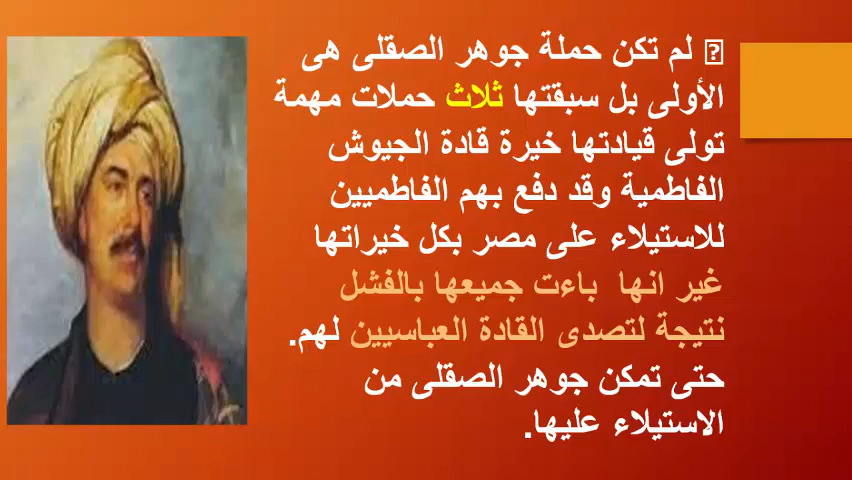 لم تكن حملة جوهر الصقلى هى
الأولى بل سبقتها ثلاث حملات مهمة
تولى قيادتها خيرة قادة الجيوش
الفاطمية وقد دفع بهم الفاطميين
للاستيلاء على مصر بكل خيراتها
غير انها باءت جميعها بالفشل
نتيجة لتصدى القادة العباسيين لهم.
حتى تمكن جوهر الصقلى من
الاستيلاء عليها.